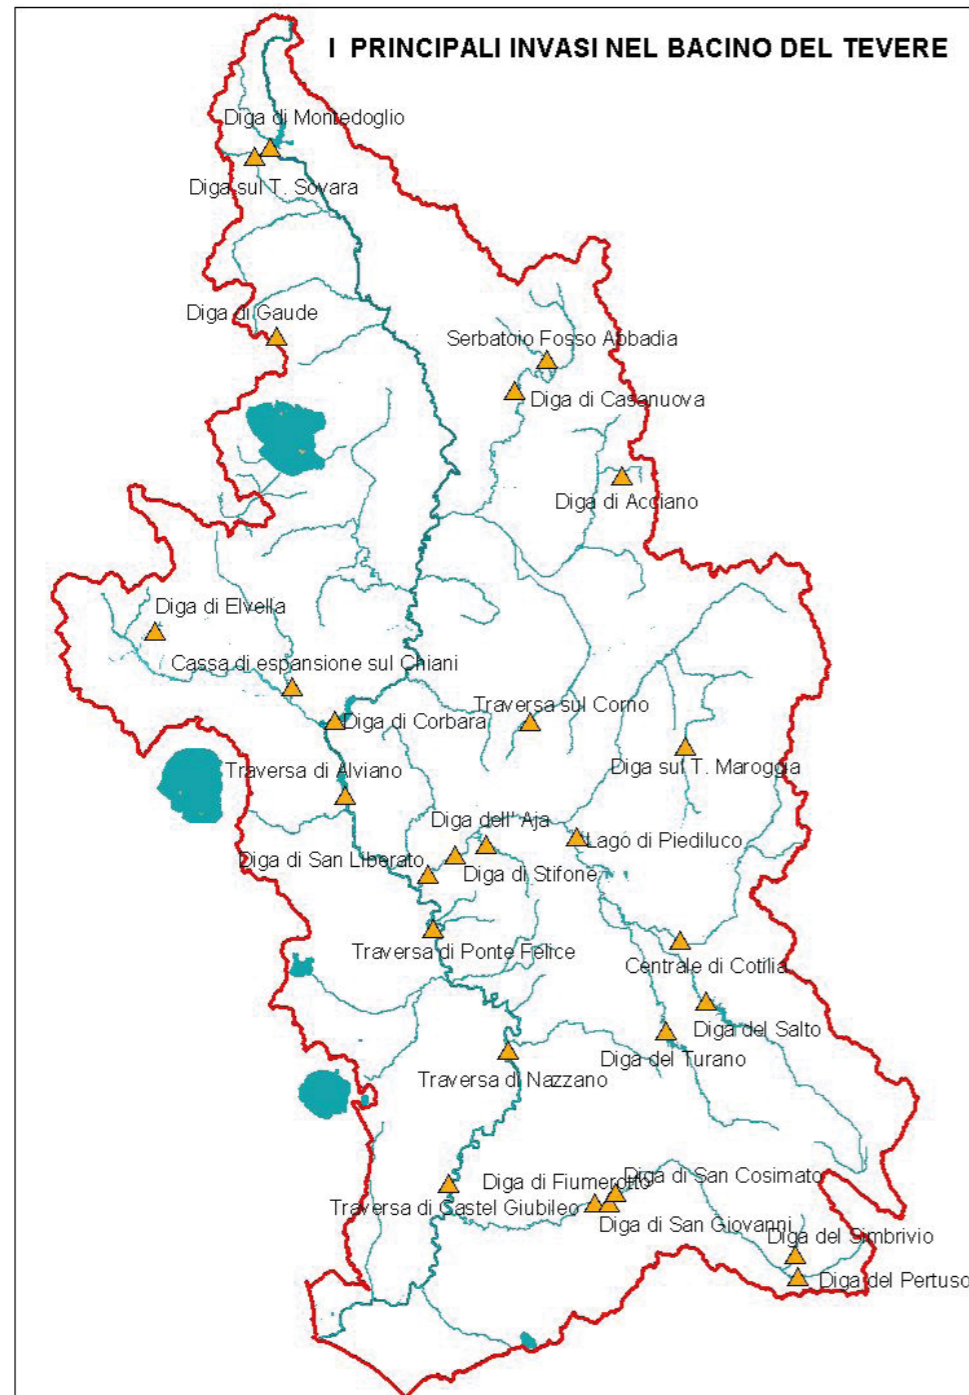 I PRINCIPALI INVASI NEL BACINO DEL TEVERE
Diga di Montedoglio
Diga sul T. Sovara
Diga di Gaude
Serbatoio Fosso Abbadia
Diga di Casanuova
Diga di Acciano
Diga di Elvella
Cassa di espansione sul Chiani
Traversa sul Corno
Diga di Corbara
Diga sul T. Maroggia
Traversa di Alviano
Diga dell' Aja
Lago di Piediluco
Diga di San Liberato
Diga di Stifone
Traversa di Ponte Felice
Centrale di Cotilia
Diga del Salto
Diga del Turano
Traversa di Nazzano
Diga di San Cosimato
Diga di Fiumerotto
Traversa di Castel Giubileo
Diga di San Giovanni
Diga del Simbrivio
Diga del Pertuso